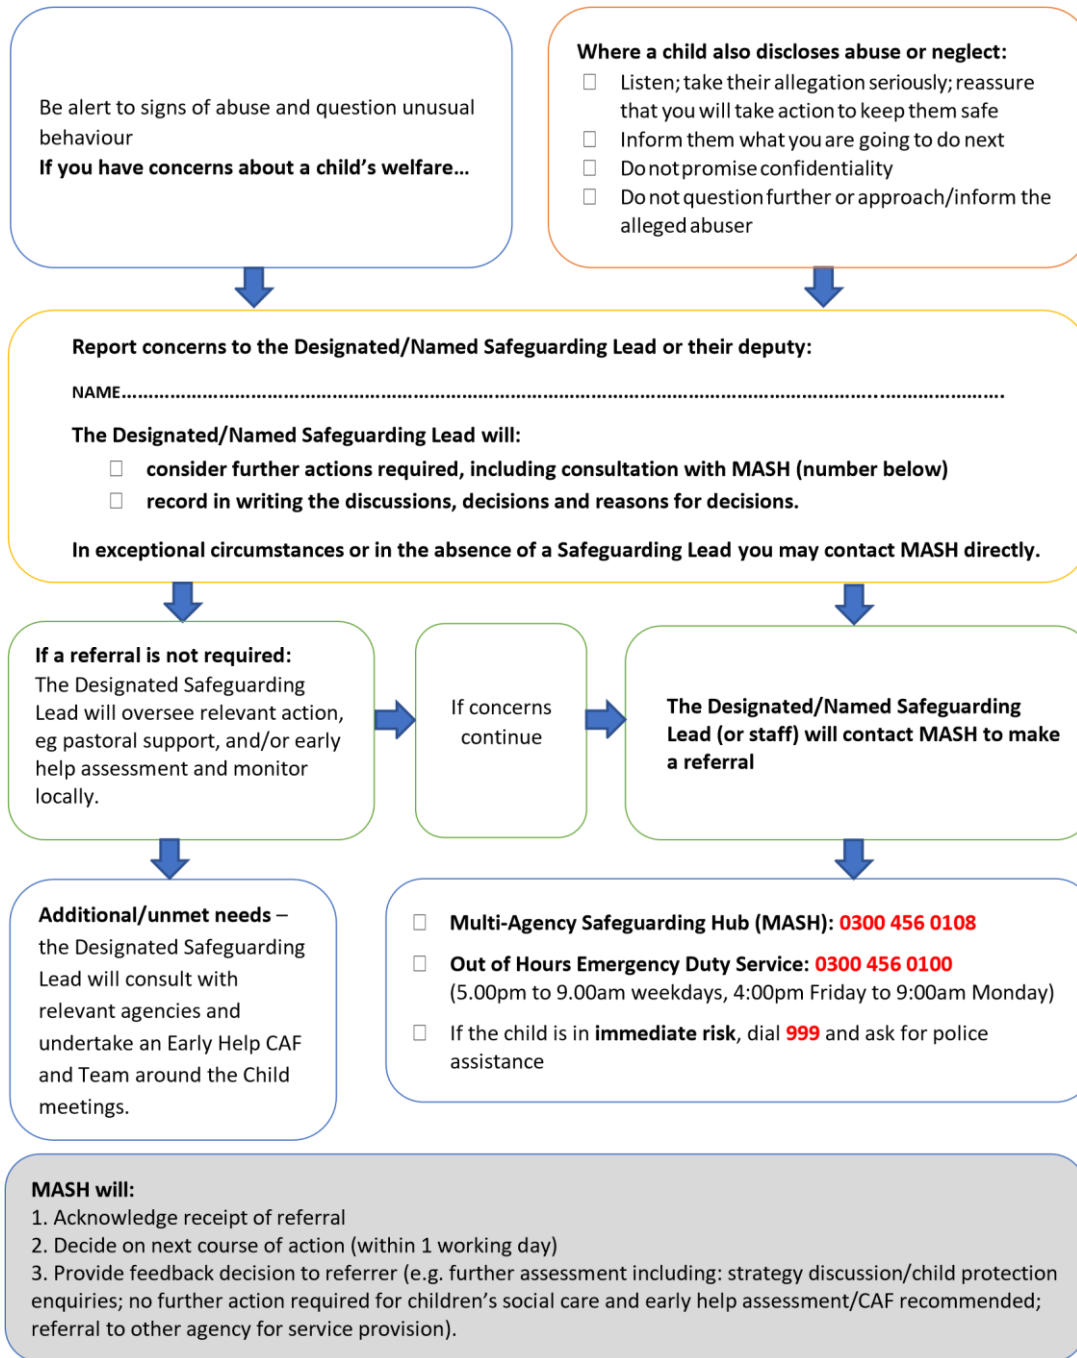 Be alert to signs of abuse and question unusual
behaviour
If you have concerns about a child's welfare…
Where a child also discloses abuse or neglect:
Listen; take their allegation seriously; reassure
that you will take action to keep them safe
Inform them what you are going to do next
Do not promise confidentiality
Do not question further or approach/inform the
alleged abuser
Report concerns to the Designated/Named Safeguarding Lead or their deputy:
NAME……………………………………………………………………………………………………………………...……………………
The Designated/Named Safeguarding Lead will:
consider further actions required, including consultation with MASH (number below)
record in writing the discussions, decisions and reasons for decisions.
In exceptional circumstances or in the absence of a Safeguarding Lead you may contact MASH directly.
If a referral is not required:
The Designated Safeguarding
Lead will oversee relevant action,
eg pastoral support, and/or early
help assessment and monitor
locally.
If concerns
continue
The Designated/Named Safeguarding
Lead (or staff) will contact MASH to make
a referral
Additional/unmet needs –
the Designated Safeguarding
Lead will consult with
relevant agencies and
undertake an Early Help CAF
and Team around the Child
meetings.
Multi-Agency Safeguarding Hub (MASH): 0300 456 0108
Out of Hours Emergency Duty Service: 0300 456 0100
(5.00pm to 9.00am weekdays, 4:00pm Friday to 9:00am Monday)
If the child is in immediate risk, dial 999 and ask for police
assistance
MASH will:
1. Acknowledge receipt of referral
2. Decide on next course of action (within 1 working day)
3. Provide feedback decision to referrer (e.g. further assessment including: strategy discussion/child protection
enquiries; no further action required for children's social care and early help assessment/CAF recommended;
referral to other agency for service provision).